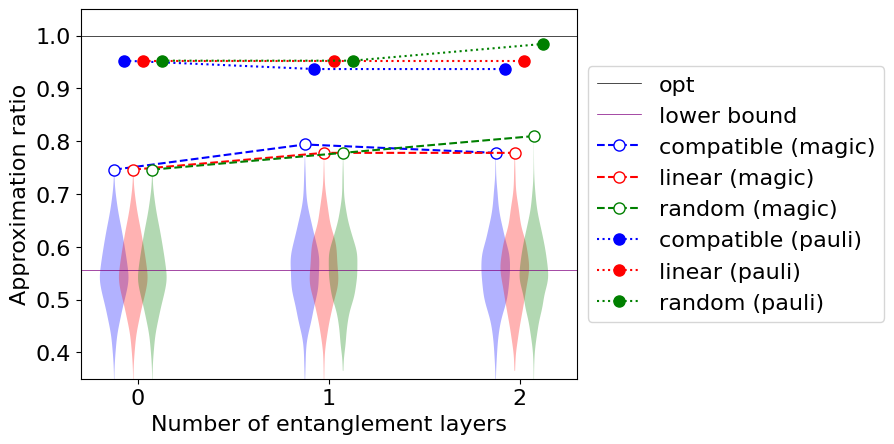 1.0
0.9
0.8
0.7
0.6
0.5
0.4
Approximation ratio
0
1
2
Number of entanglement layers
opt
lower bound
compatible (magic)
linear (magic)
random (magic)
compatible (pauli)
linear (pauli)
random (pauli)